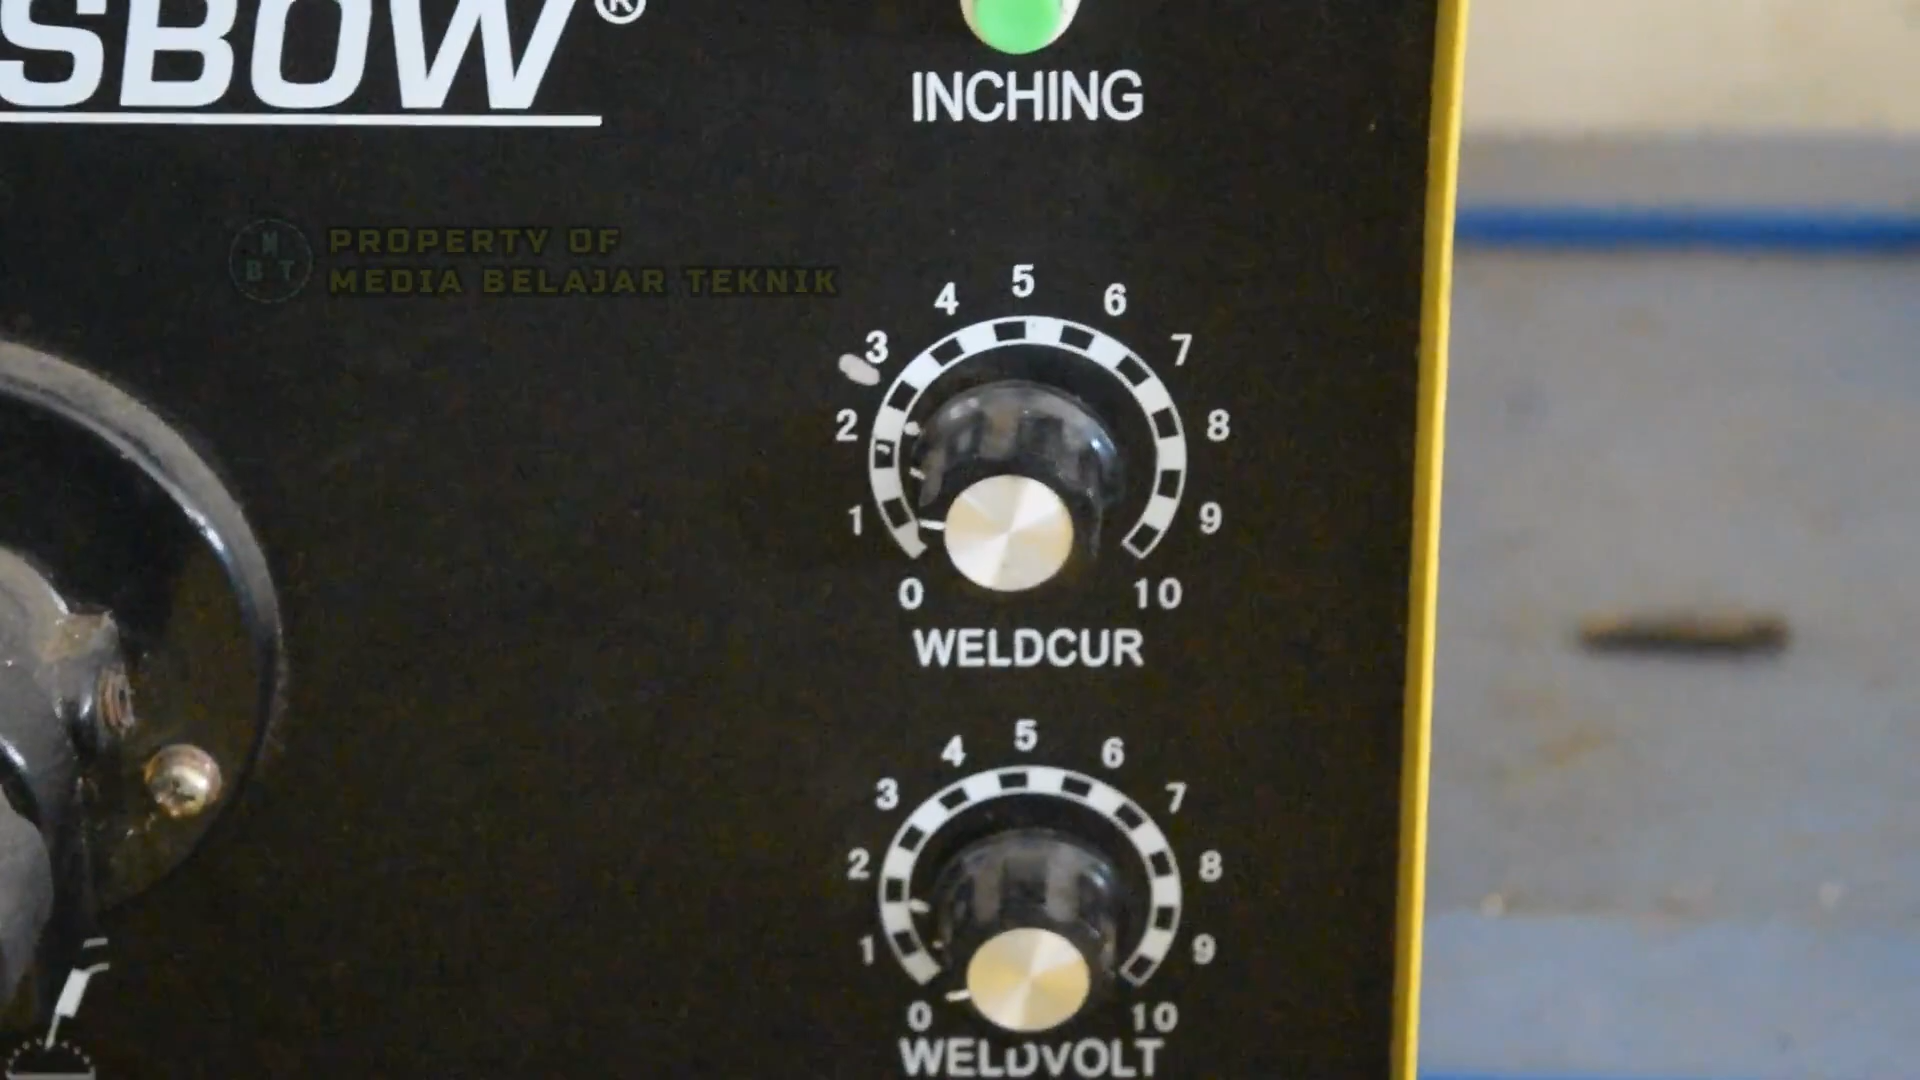 SBOW®
INCHING
M
B T
PROPERTY OF
MEDIA BELAJAR TEKNIK
0 1 2 3 4 5 6 7 8 9 10
WELDCUR
0 1 2 3 4 5 6 7 8 9 10
WELDVOLT